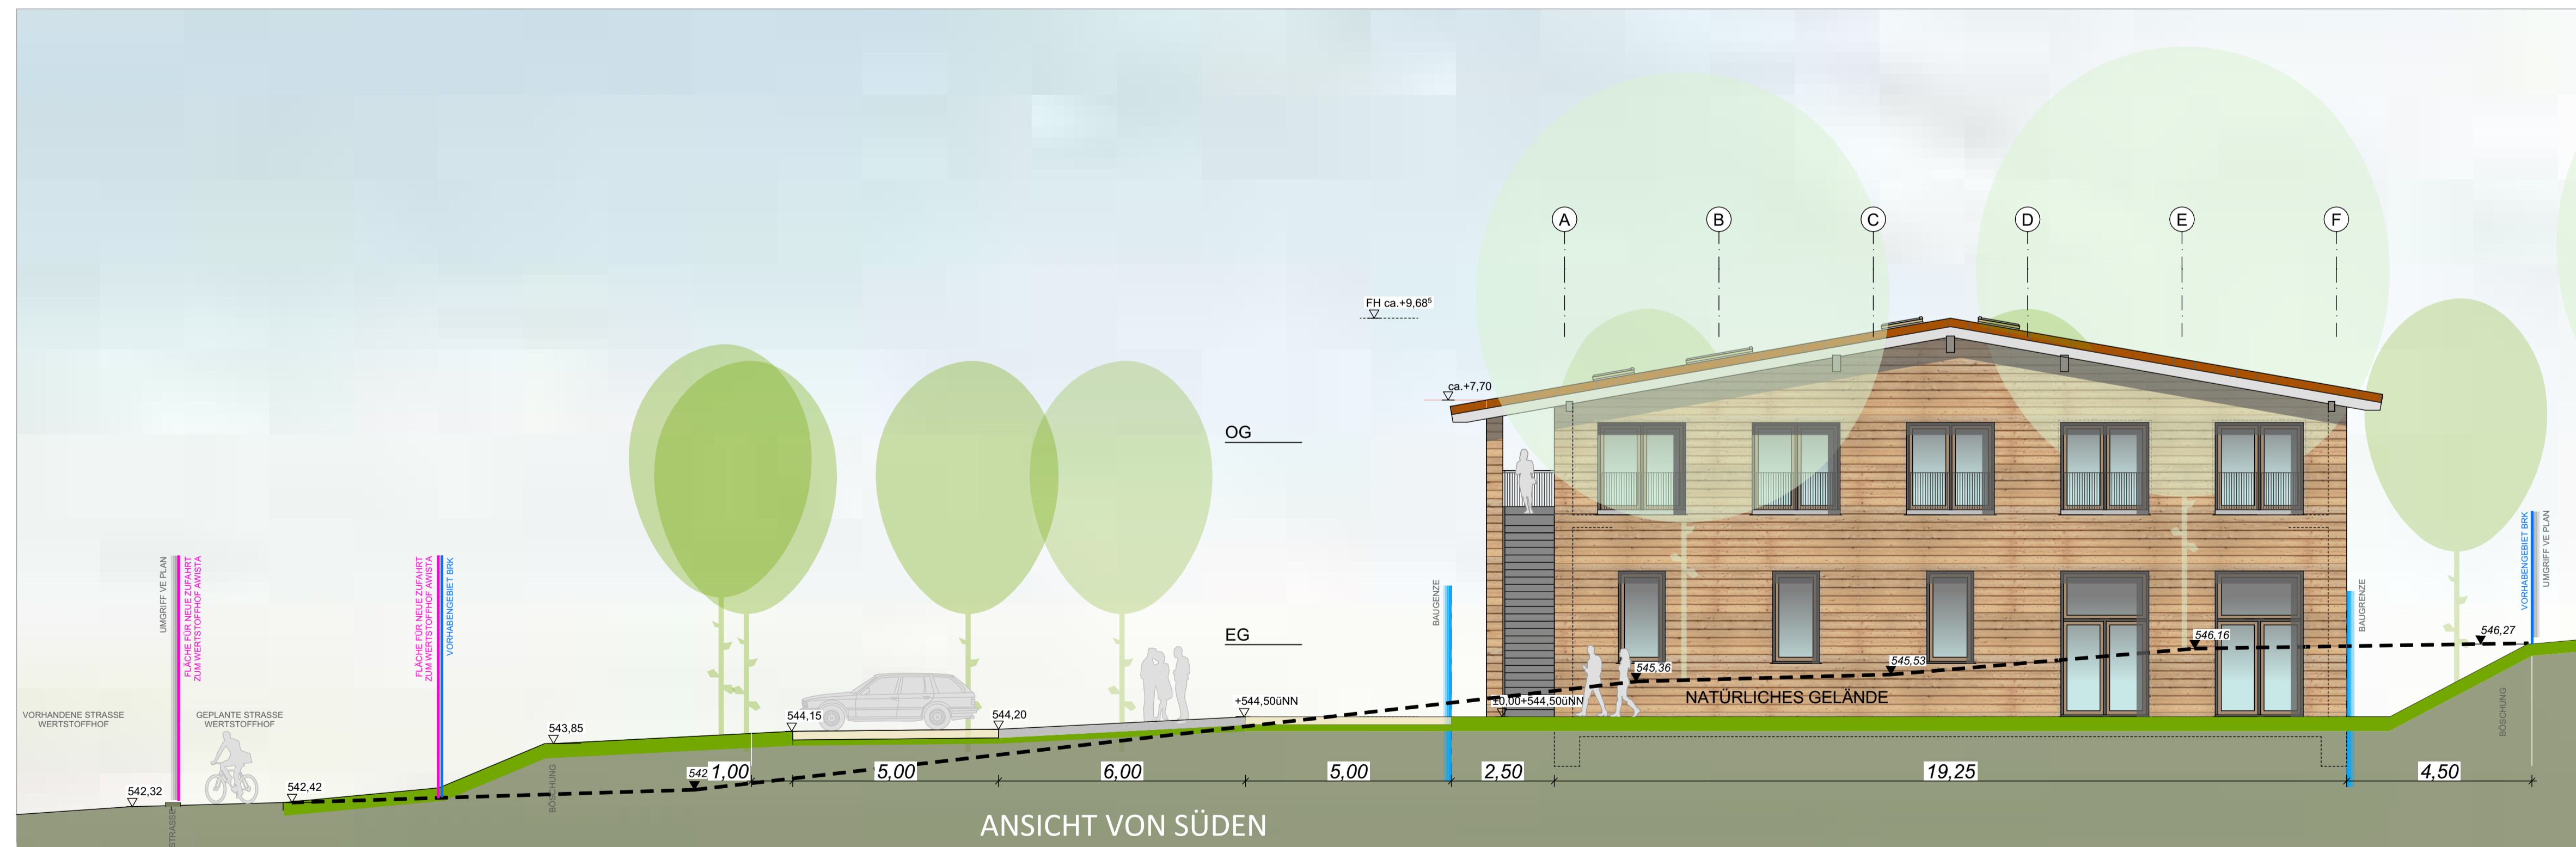 A
B
C
D
E
F
FH ca.+9,68⁵
ca.+7,70
OG
EG
UMGRIFF VE PLAN
FLÄCHE FÜR NEUE ZUFAHRT
ZUM WERTSTOFFHOF AWISTA
FLÄCHE FÜR NEUE ZUFAHRT
ZUM WERTSTOFFHOF AWISTA
VORHABENGEBIET BRK
BAUGENZE
BAUGRENZE
VORHABENGEBIET BRK
UMGRIFF VE PLAN
VORHANDENE STRASSE
WERTSTOFFHOF
GEPLANTE STRASSE
WERTSTOFFHOF
542,32
542,42
543,85
544,15
544,20
+544,50üNN
±0,00+544,50üNN
545,36
545,53
546,16
546,27
NATÜRLICHES GELÄNDE
BÖSCHUNG
BÖSCHUNG
STRASSE
542
1,00
5,00
6,00
5,00
2,50
19,25
4,50
ANSICHT VON SÜDEN